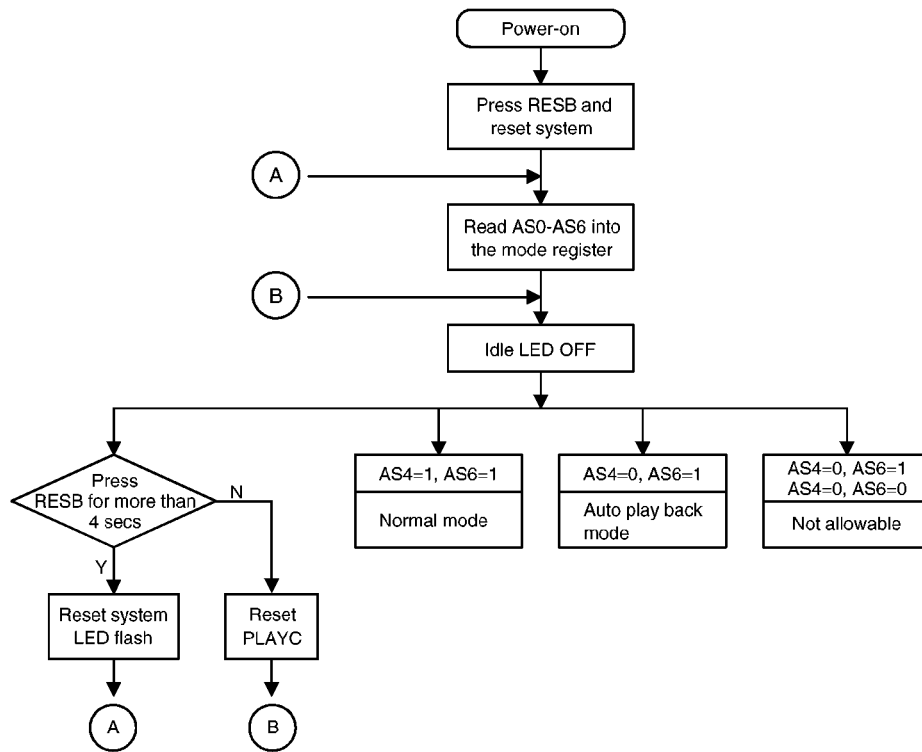 Power-on
Press RESB and
reset system
A
Read AS0-AS6 into
the mode register
B
Idle LED OFF
Press
RESB for more than
4 secs
N
Y
AS4=1, AS6=1
Normal mode
AS4=0, AS6=1
Auto play back
mode
AS4=0, AS6=1
AS4=0, AS6=0
Not allowable
Reset system
LED flash
Reset
PLAYC
A
B